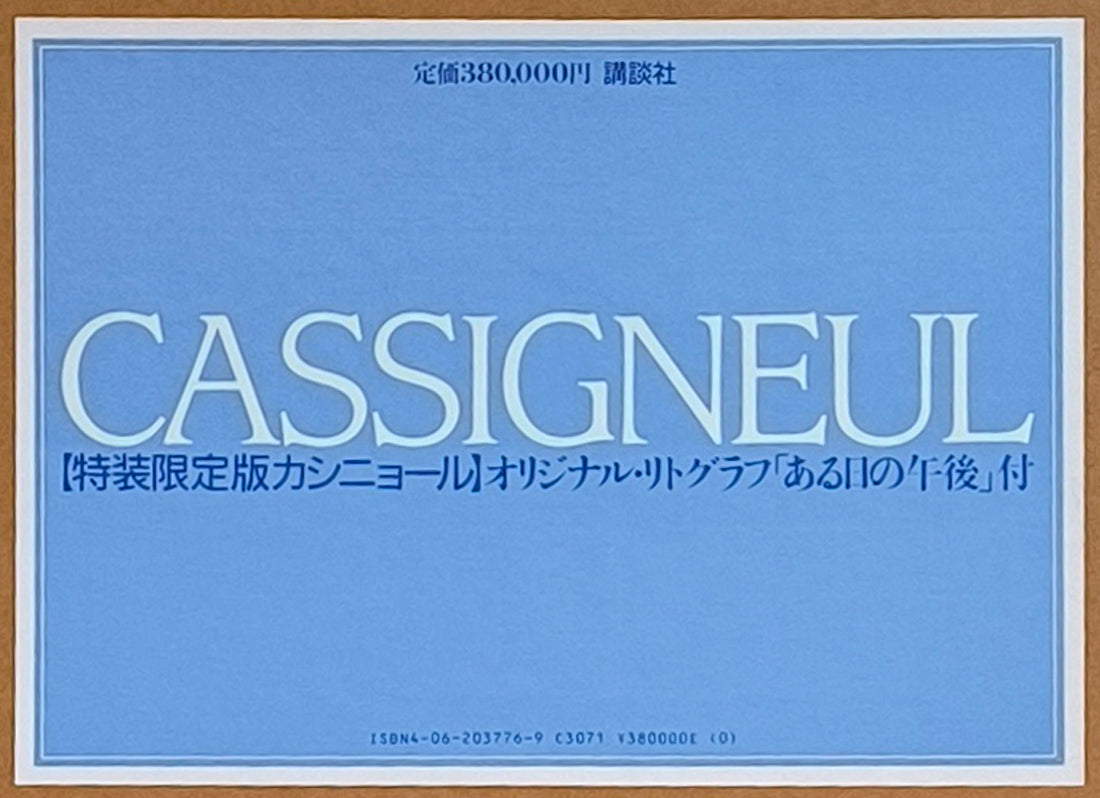 定価380,000円 講談社
CASSIGNEUL
【特装限定版カシニョール】オリジナル・リトグラフ「ある日の午後」付
ISBN4-06-203776-9 C3071 ¥380000E (0)